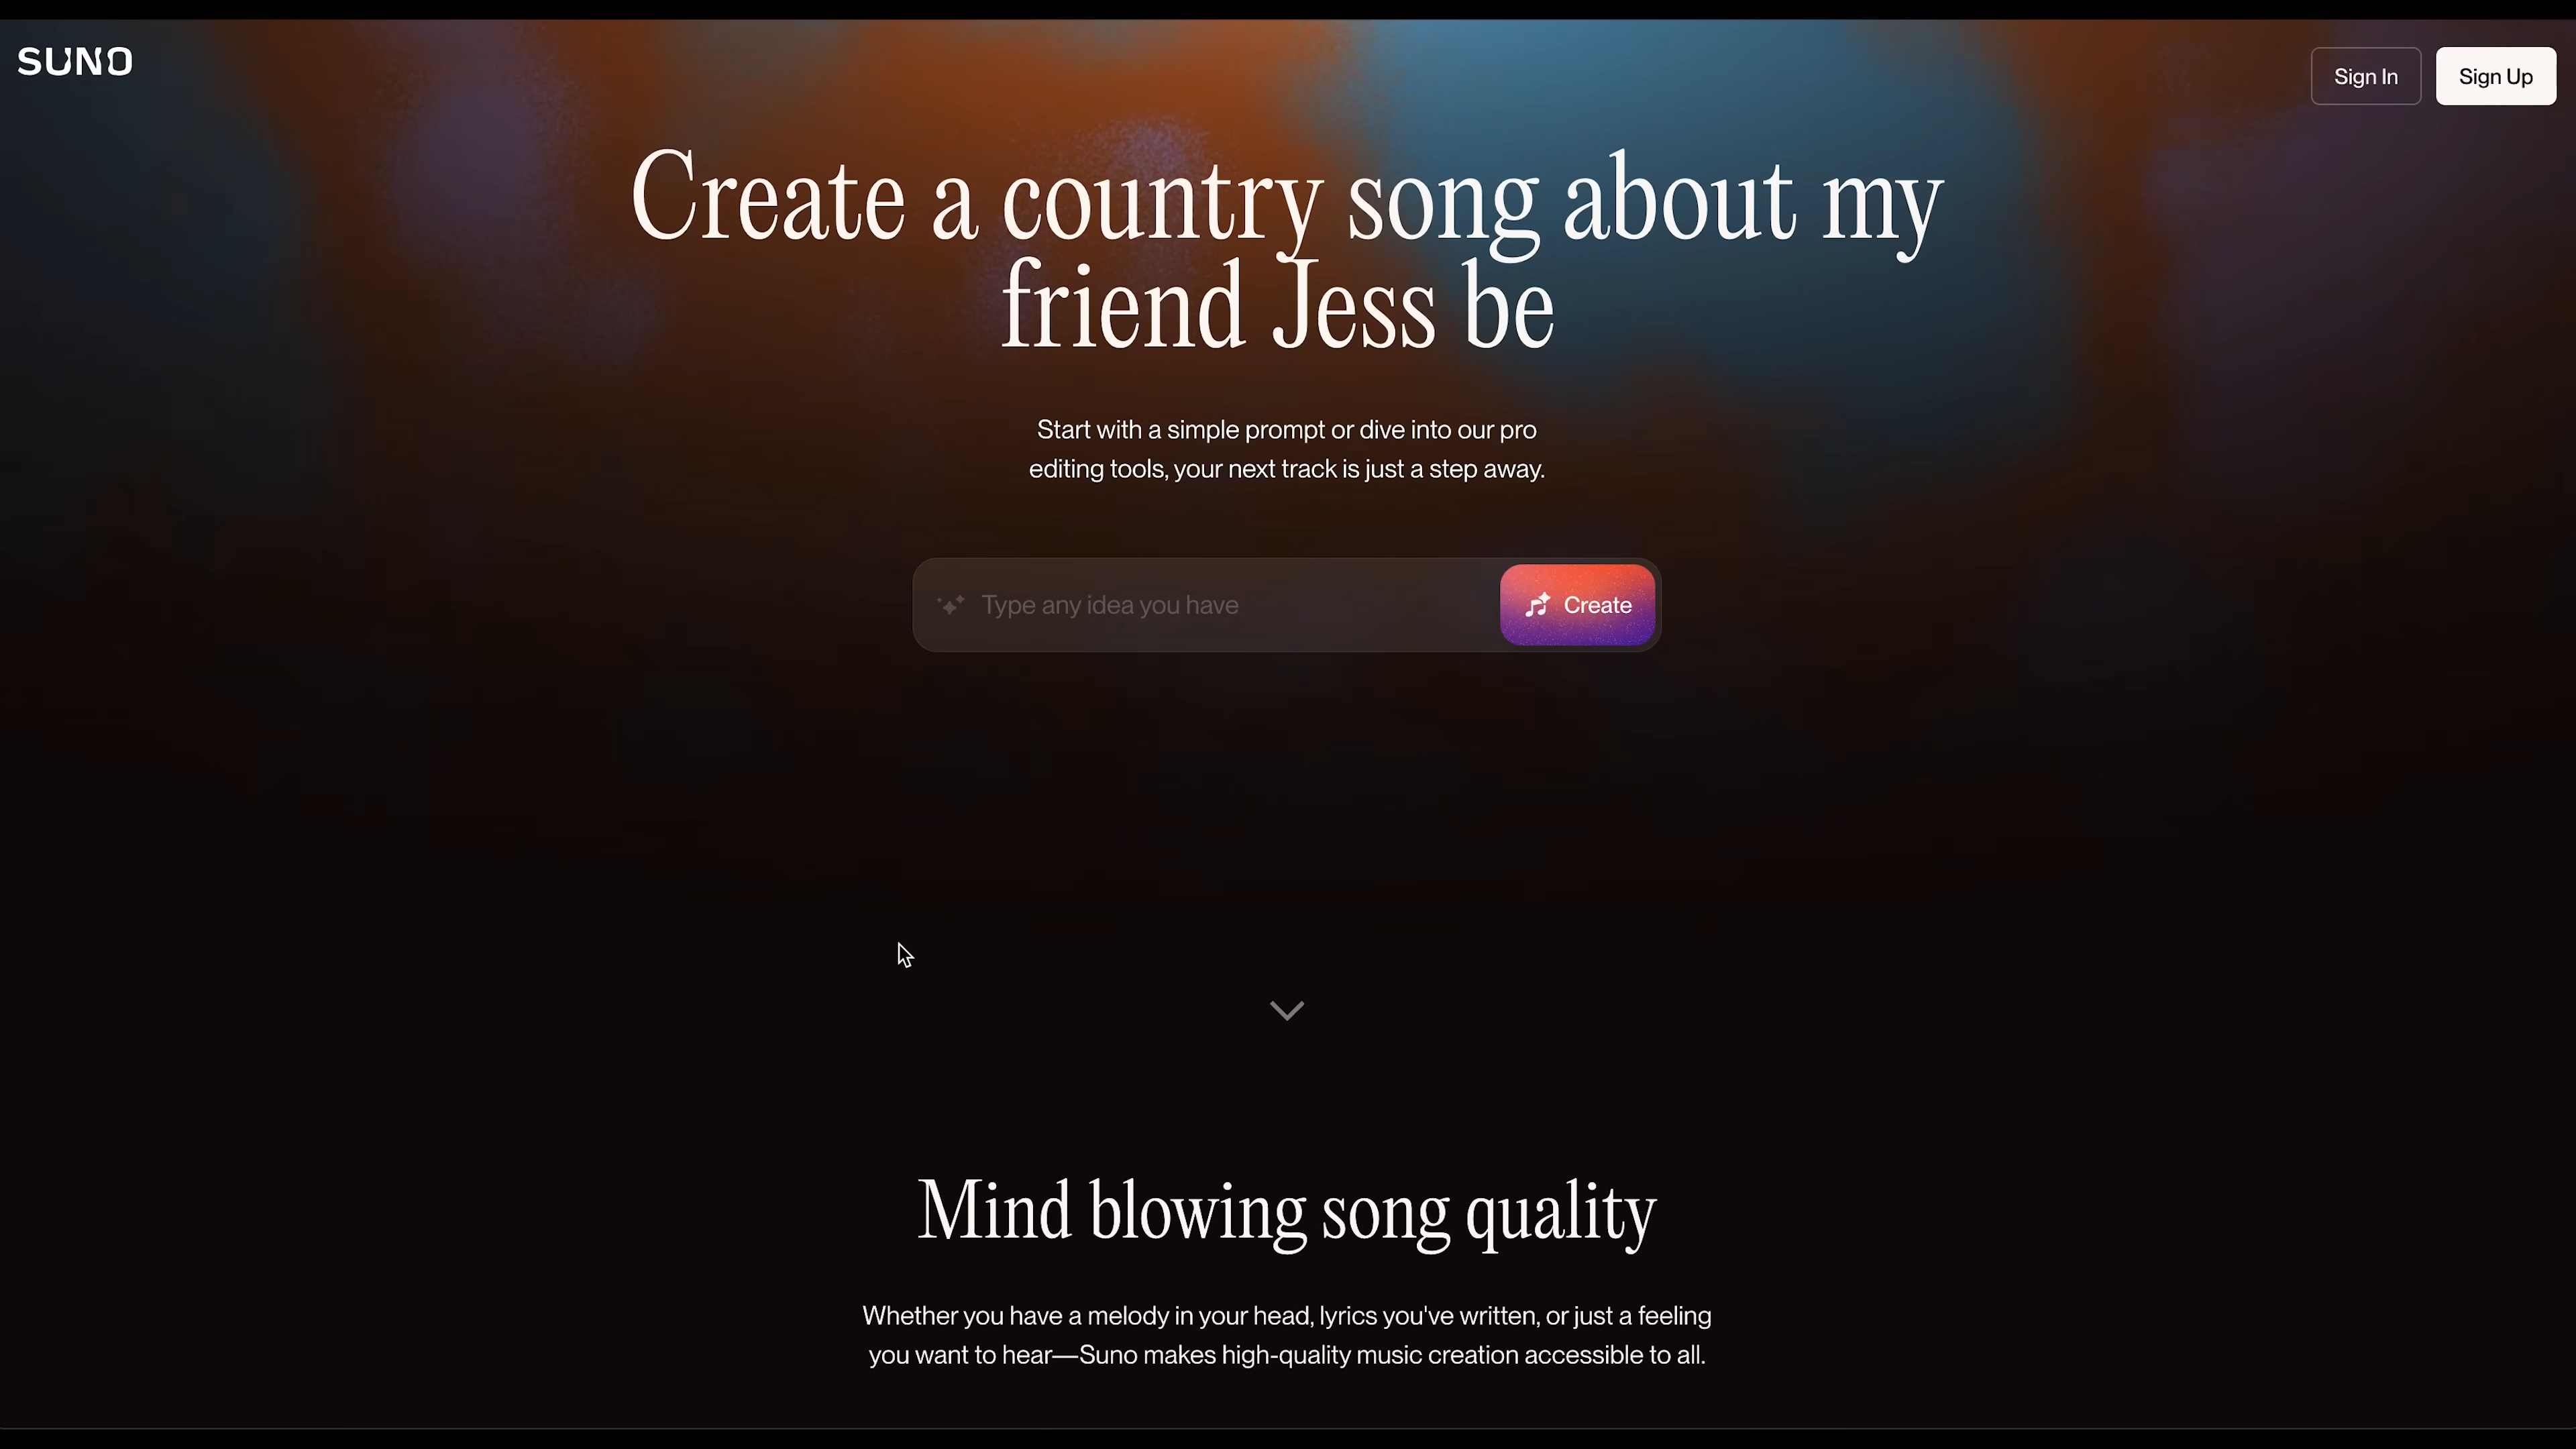 SUNO
Sign In
Sign Up
Create a country song about my
friend Jess be
Start with a simple prompt or dive into our pro
editing tools, your next track is just a step away.
Type any idea you have
Create
Mind blowing song quality
Whether you have a melody in your head, lyrics you've written, or just a feeling
you want to hear—Suno makes high-quality music creation accessible to all.